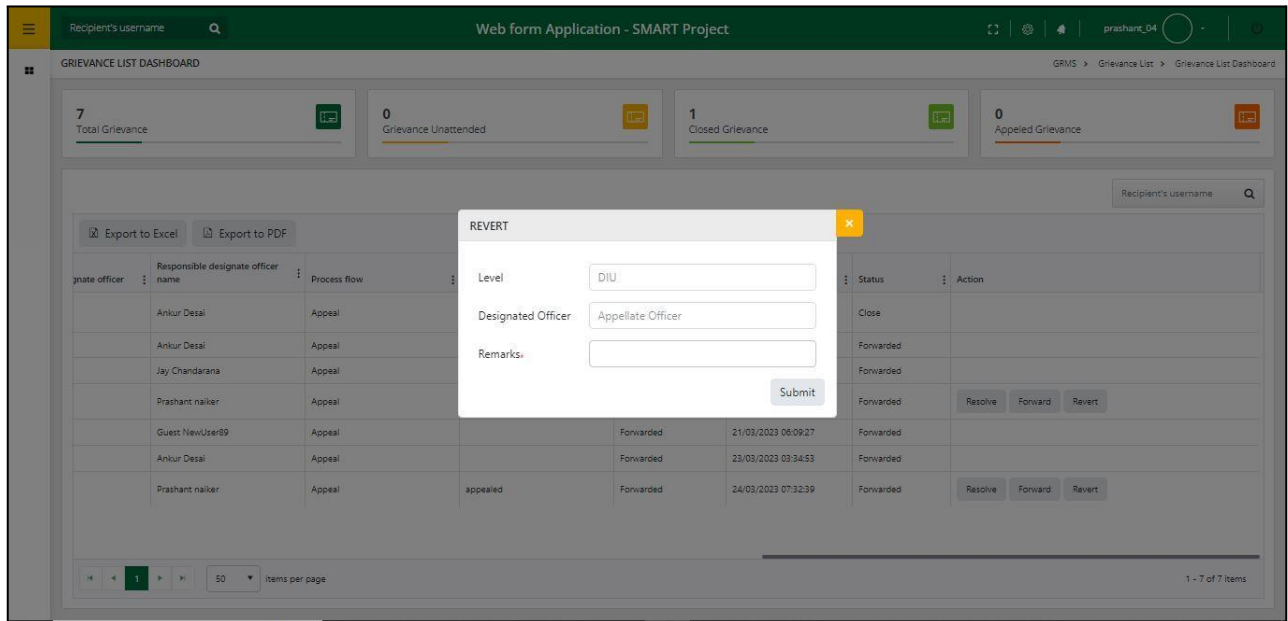 Recipient's username
Web form Application - SMART Project
prashant_04
GRIEVANCE LIST DASHBOARD
GRMS > Grievance List > Grievance List Dashboard
7
Total Grievance
0
Grievance Unattended
1
Closed Grievance
0
Appeled Grievance
Recipient's username
Export to Excel
Export to PDF
REVERT
×
Level
DIU
Designated Officer
Appellate Officer
Remarks*
Submit
gnate officer
Responsible designate officer
name
Process flow
Status
Action
Ankur Desai Appeal Close
Ankur Desai Appeal Forwarded
Jay Chandarana Appeal Forwarded
Prashant naiker Appeal Forwarded Resolve Forward Revert
Guest NewUser89 Appeal Forwarded 21/03/2023 06:09:27 Forwarded
Ankur Desai Appeal Forwarded 23/03/2023 03:34:53 Forwarded
Prashant naiker Appeal appealed Forwarded 24/03/2023 07:32:39 Forwarded Resolve Forward Revert
1
50
items per page
1 - 7 of 7 items